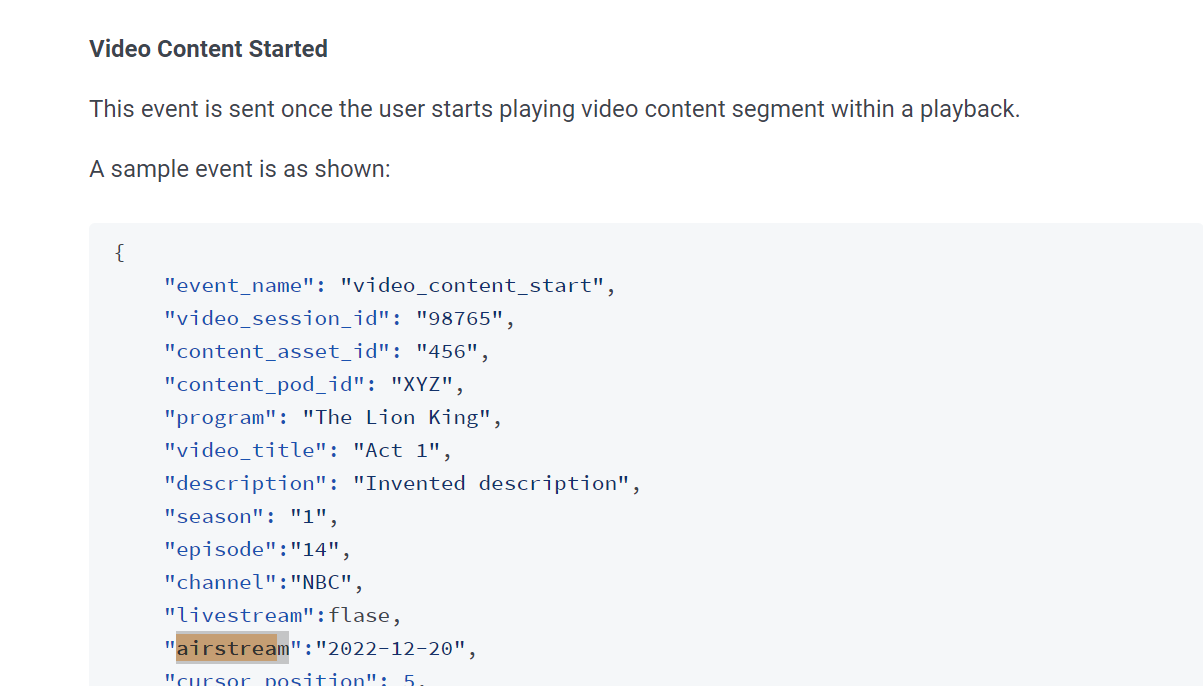 Video Content Started
This event is sent once the user starts playing video content segment within a playback.
A sample event is as shown:
{
"event_name": "video_content_start",
"video_session_id": "98765",
"content_asset_id": "456",
"content_pod_id": "XYZ",
"program": "The Lion King",
"video_title": "Act 1",
"description": "Invented description",
"season": "1",
"episode":"14",
"channel":"NBC",
"livestream":flase,
"airstream":"2022-12-20",
"cursor_position": 5,